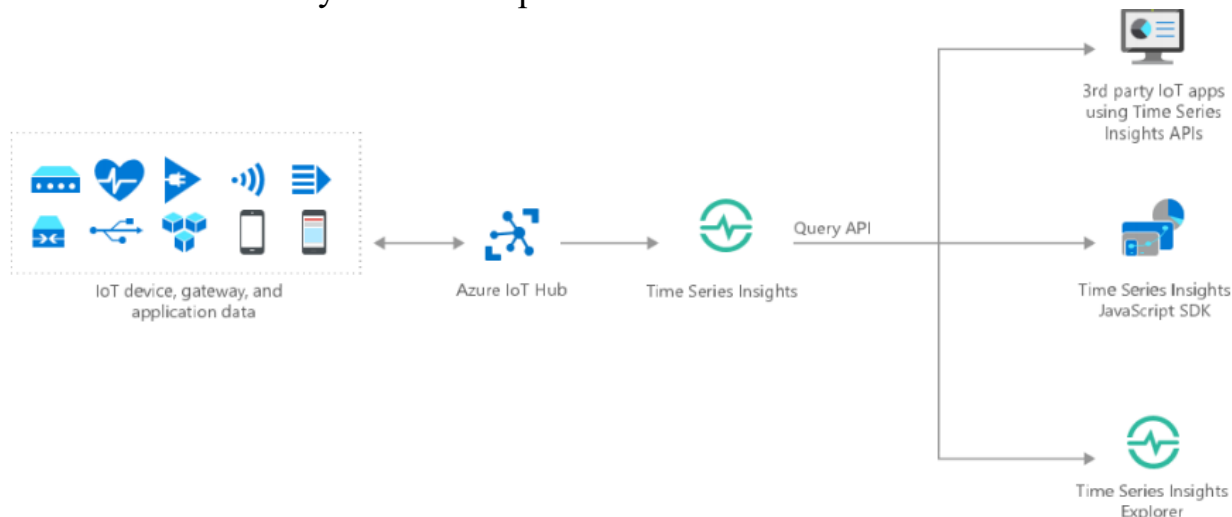 3rd party IoT apps
using Time Series
Insights APIs
Query API
IoT device, gateway, and
application data
Azure IoT Hub
Time Series Insights
Time Series Insights
JavaScript SDK
Time Series Insights
Explorer